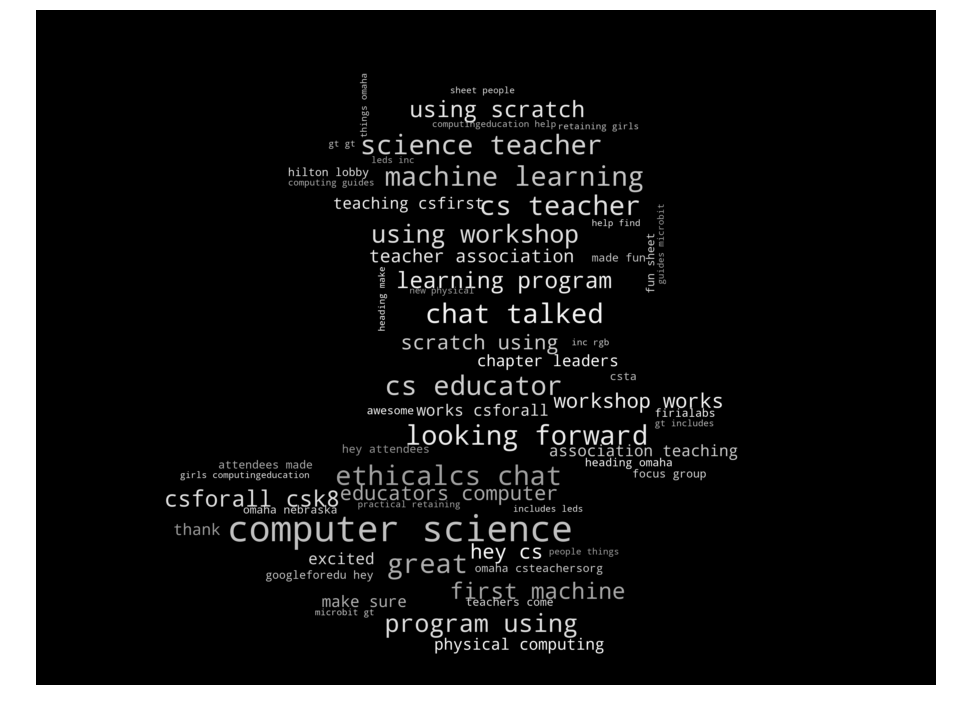 things omaha
sheet people
using scratch
computingeducation help
retaining girls
gt gt
science teacher
leds inc
hilton lobby
machine learning
computing guides
teaching csfirst
cs teacher
help find
guides microbit
using workshop
fun sheet
teacher association
made fun
heading make
learning program
new physical
chat talked
scratch using
inc rgb
chapter leaders
csta
cs educator
workshop works
awesome
works csforall
firialabs
gt includes
looking forward
hey attendees
association teaching
attendees made
heading omaha
girls computingeducation
ethicalcs chat
focus group
csforall csk8
educators computer
practical retaining
omaha nebraska
includes leds
thank
computer science
hey cs
people things
excited
great
omaha csteachersorg
googleforedu hey
first machine
make sure
teachers come
microbit gt
program using
physical computing